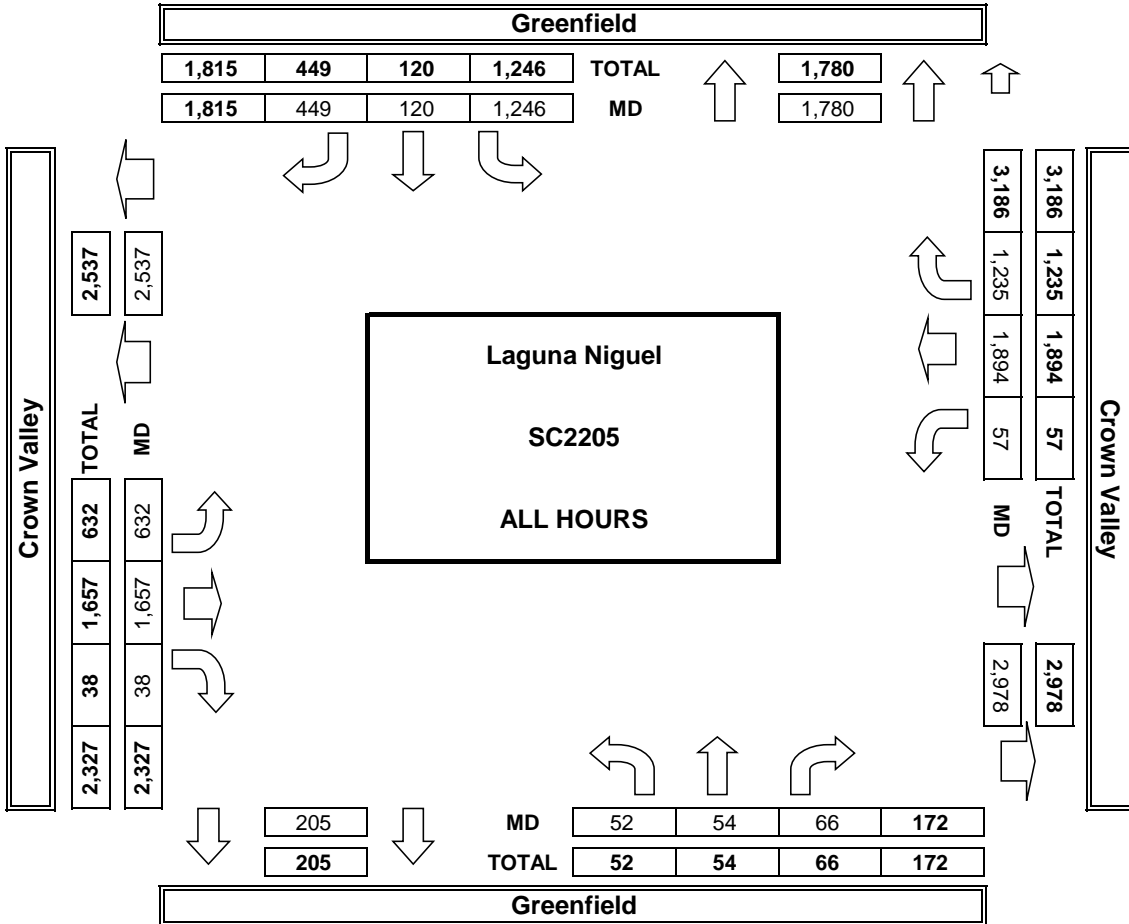 Greenfield
1,815 449 120 1,246 TOTAL 1,780
1,815 449 120 1,246 MD 1,780
Crown Valley
TOTAL 2,537
MD 2,537
632 1,657 38 2,327
632 1,657 38 2,327
Laguna Niguel
SC2205
ALL HOURS
3,186 1,235 1,894 57 MD 2,978
3,186 1,235 1,894 57 TOTAL 2,978
Crown Valley
205 MD 52 54 66 172
205 TOTAL 52 54 66 172
Greenfield